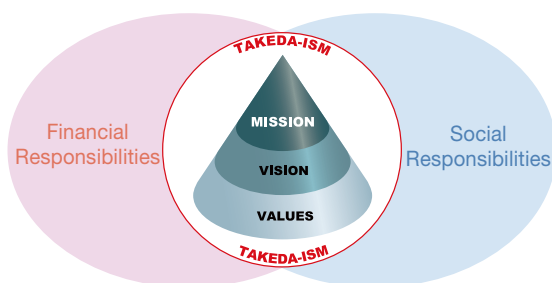 TAKEDA-ISM
MISSION
Financial
Responsibilities
Social
Responsibilities
VISION
VALUES
TAKEDA-ISM